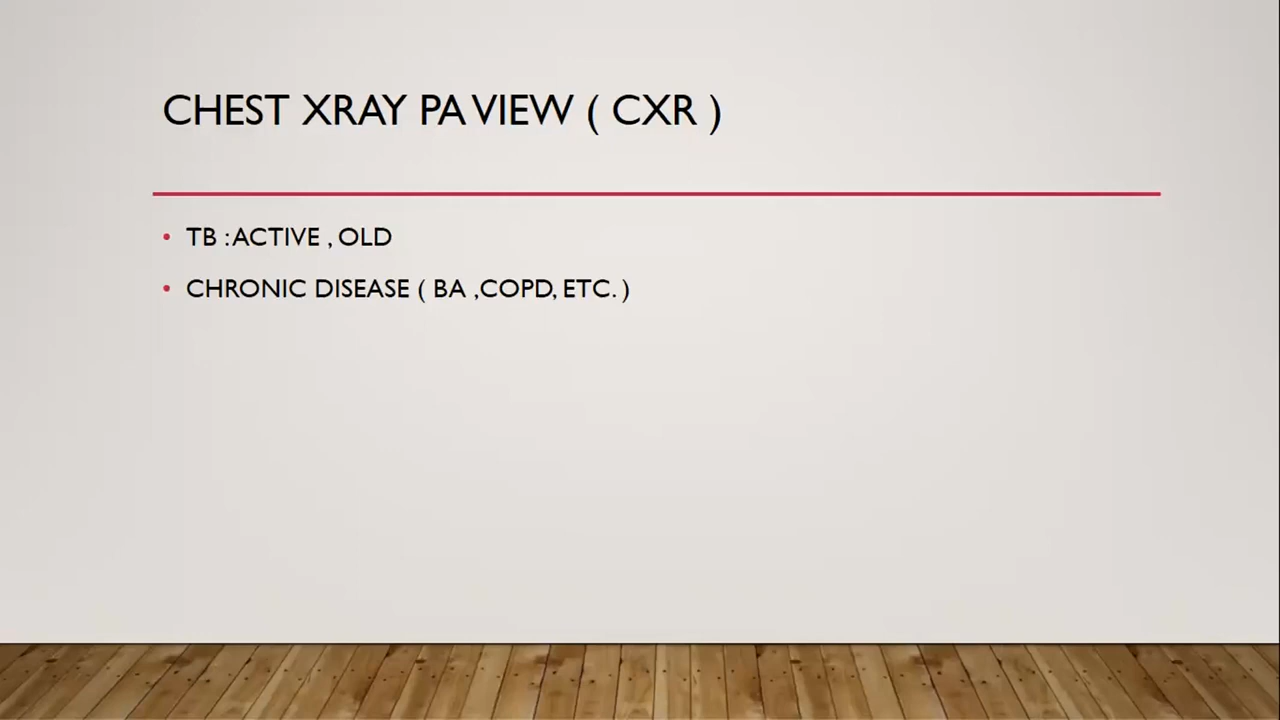 CHEST XRAY PA VIEW ( CXR )
• TB : ACTIVE , OLD
• CHRONIC DISEASE ( BA ,COPD, ETC. )